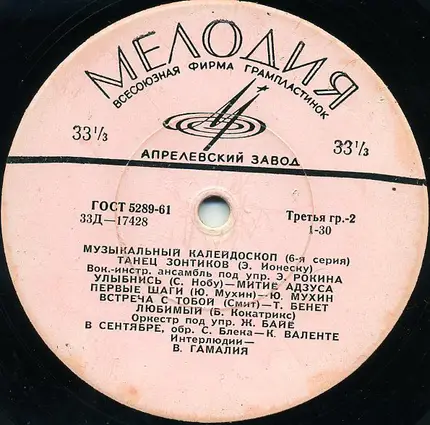 МЕЛОДИЯ
ВСЕСОЮЗНАЯ ФИРМА ГРАМПЛАСТИНОК
33⅓ 33⅓
АПРЕЛЕВСКИЙ ЗАВОД
ГОСТ 5289-61 Третья гр.-2
33Д—17428 1-30
МУЗЫКАЛЬНЫЙ КАЛЕЙДОСКОП (6-я серия)
ТАНЕЦ ЗОНТИКОВ (Э. Ионеску)
Вок.-инстр. ансамбль под упр. Э. РОКИНА
УЛЫБНИСЬ (С. Нобу)—МИТИЕ АДЗУСА
ПЕРВЫЕ ШАГИ (Ю. Мухин)—Ю. МУХИН
ВСТРЕЧА С ТОБОЙ (Смит)—Т. БЕНЕТ
ЛЮБИМЫЙ (Б. Кокатрикс)
Оркестр под упр. Ж. БАЙЕ
В СЕНТЯБРЕ, обр. С. Блека—К. ВАЛЕНТЕ
Интерлюдии—
В. ГАМАЛИЯ